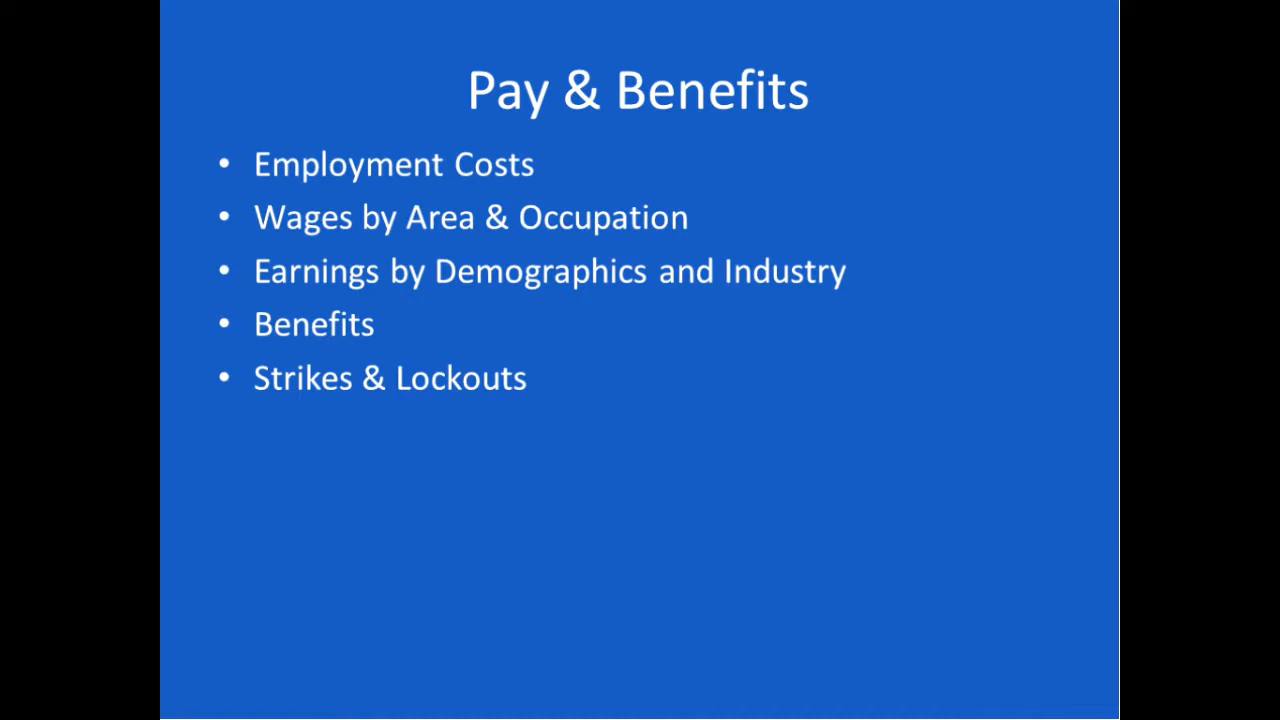 Pay & Benefits
• Employment Costs
• Wages by Area & Occupation
• Earnings by Demographics and Industry
• Benefits
• Strikes & Lockouts